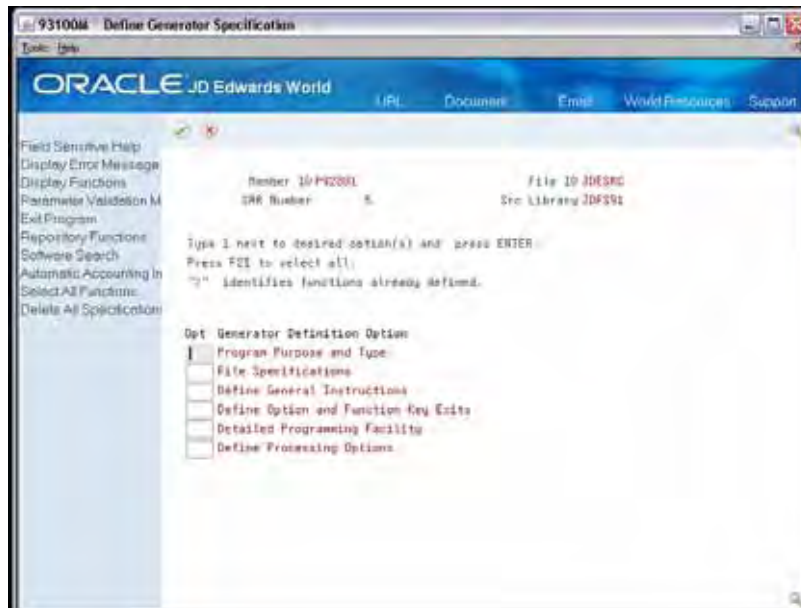 93100M Define Generator Specification
Tools Help
ORACLE JD Edwards World
URL Document Email World Resources Support
Field Sensitive Help
Display Error Message
Display Functions
Parameter Validation M
Exit Program
Repository Functions
Software Search
Automatic Accounting In
Select All Functions
Delete All Specifications
Member ID File ID JDESRC
SAR Number Src Library
Type 1 next to desired option(s) and press ENTER
Press F21 to select all.
identifies functions already defined.
Opt Generator Definition Option
Program Purpose and Type
File Specifications
Define General Instructions
Define Option and Function Key Exits
Detailed Programming Facility
Define Processing Options